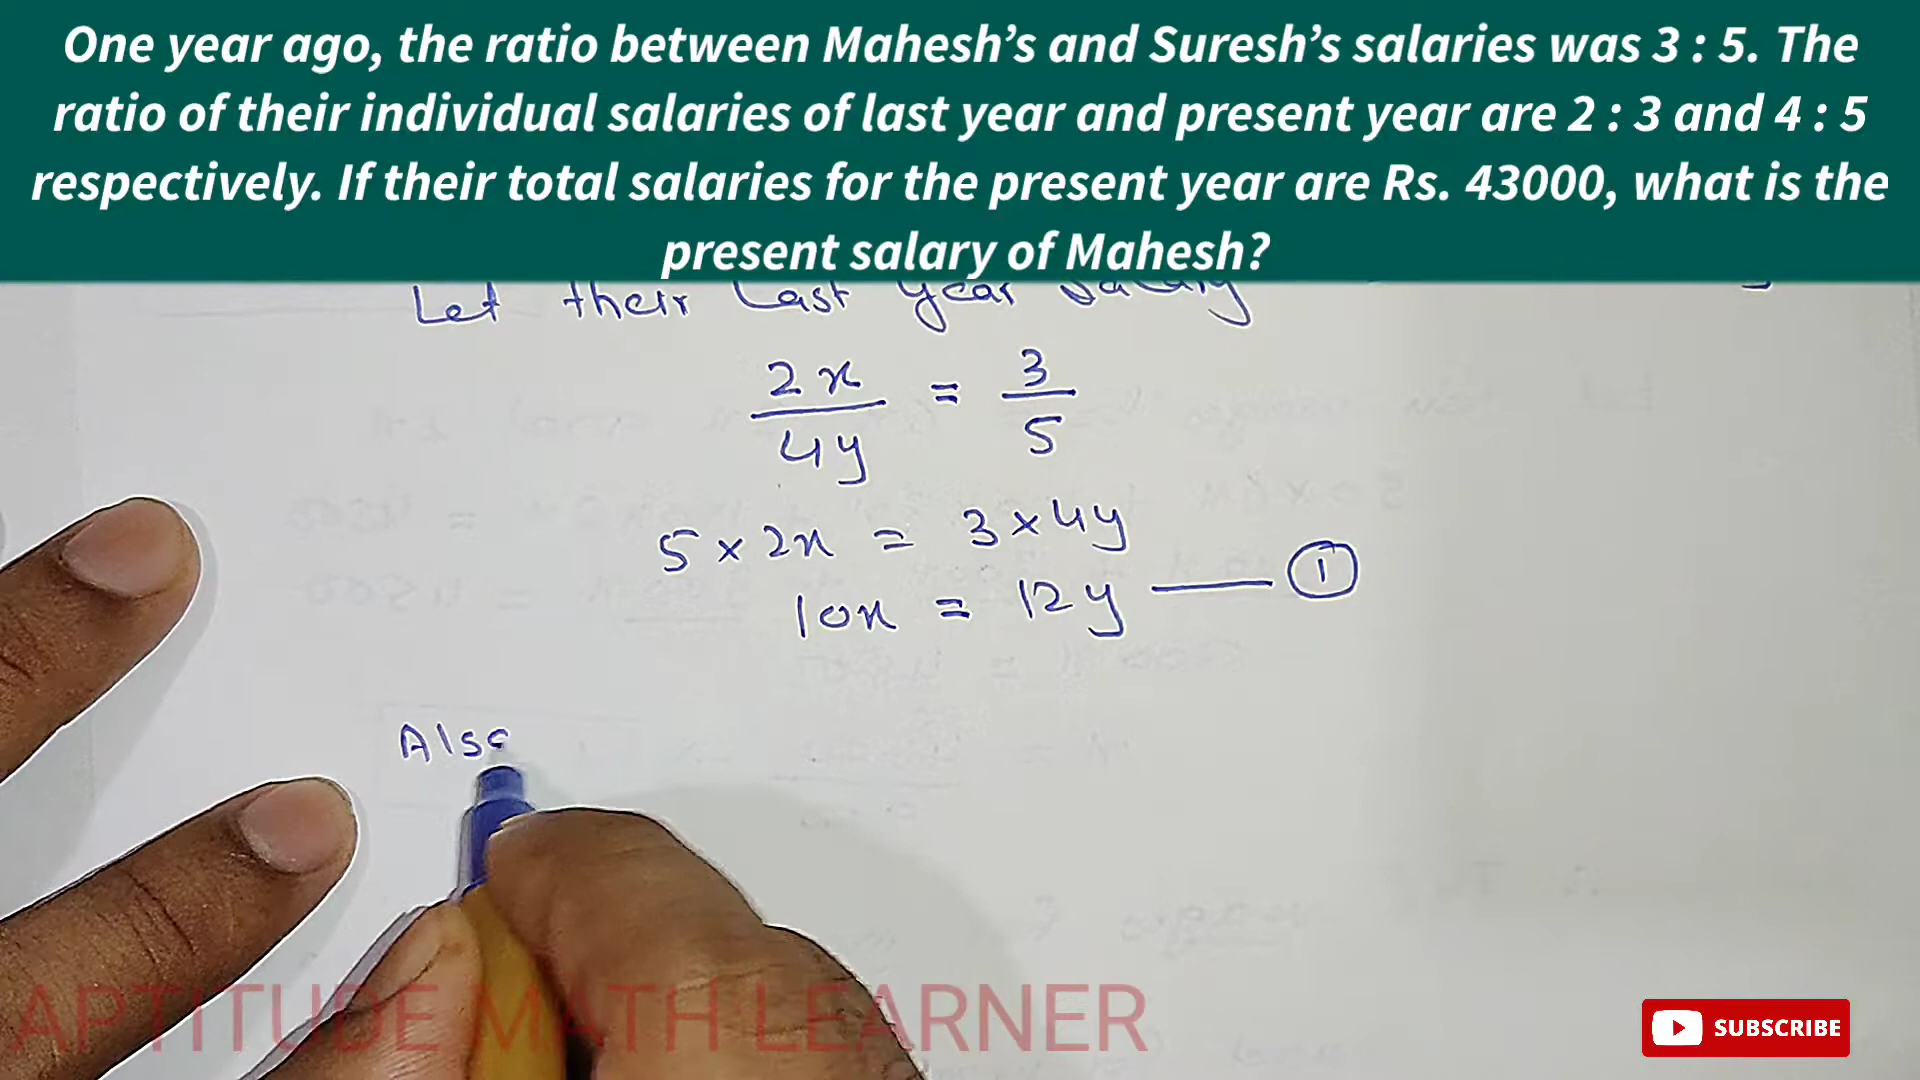 One year ago, the ratio between Mahesh’s and Suresh’s salaries was 3 : 5. The
ratio of their individual salaries of last year and present year are 2 : 3 and 4 : 5
respectively. If their total salaries for the present year are Rs. 43000, what is the
present salary of Mahesh?
Let their Last year Salary
2x/4y = 3/5
5 × 2x = 3 × 4y
10x = 12y —— ①
Also
APTITUDE MATH LEARNER
SUBSCRIBE